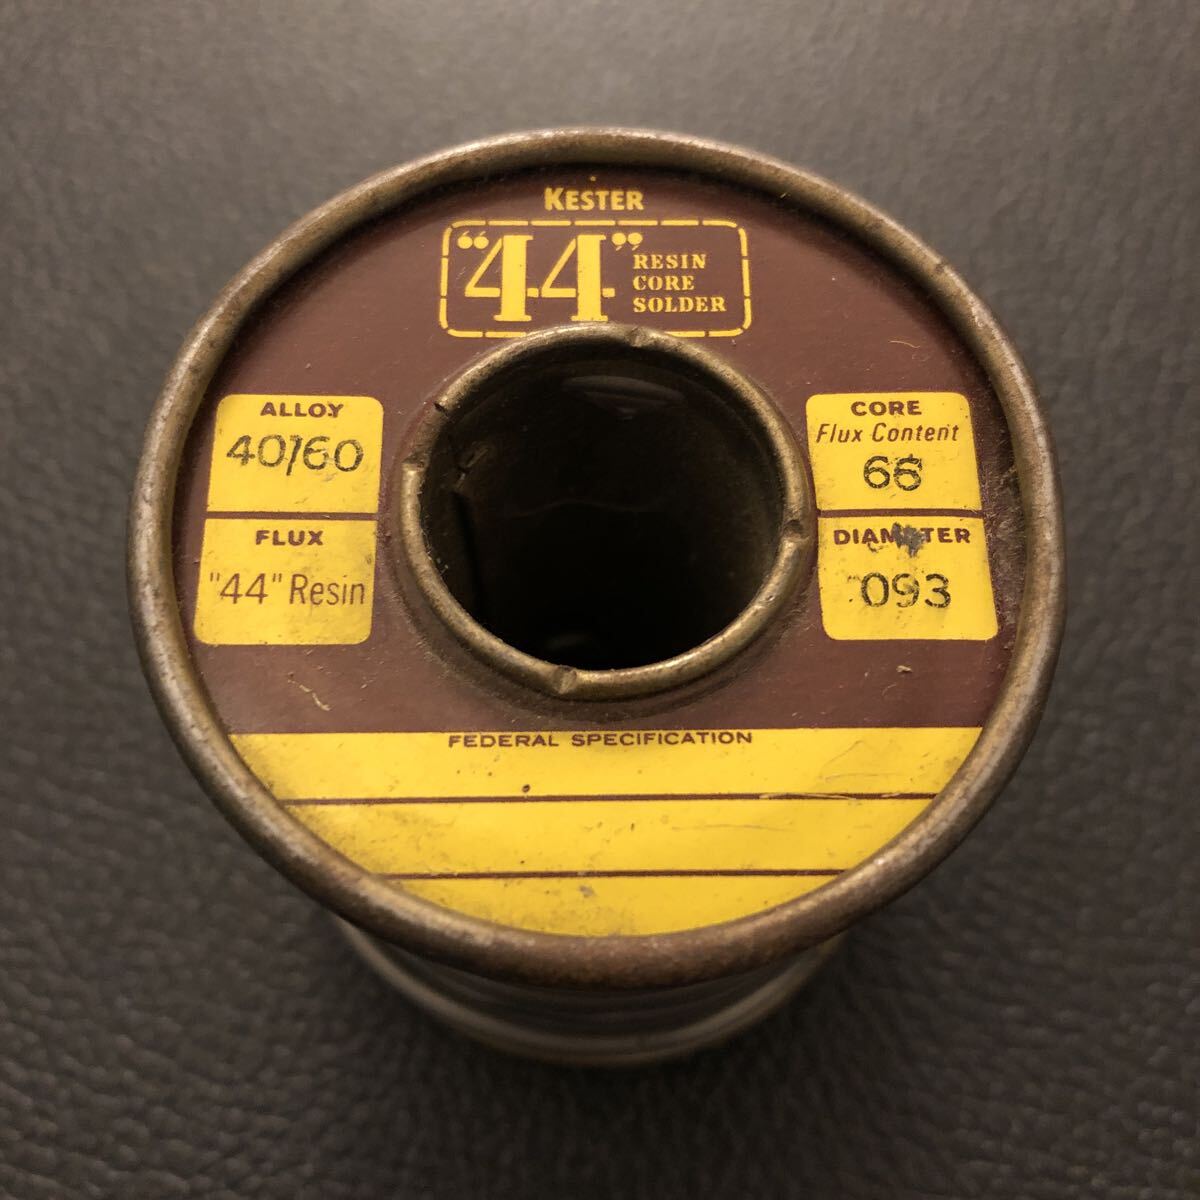 KESTER
"44"
RESIN
CORE
SOLDER
ALLOY
40/60
FLUX
"44" Resin
CORE
Flux Content
66
DIAMETER
.093
FEDERAL SPECIFICATION